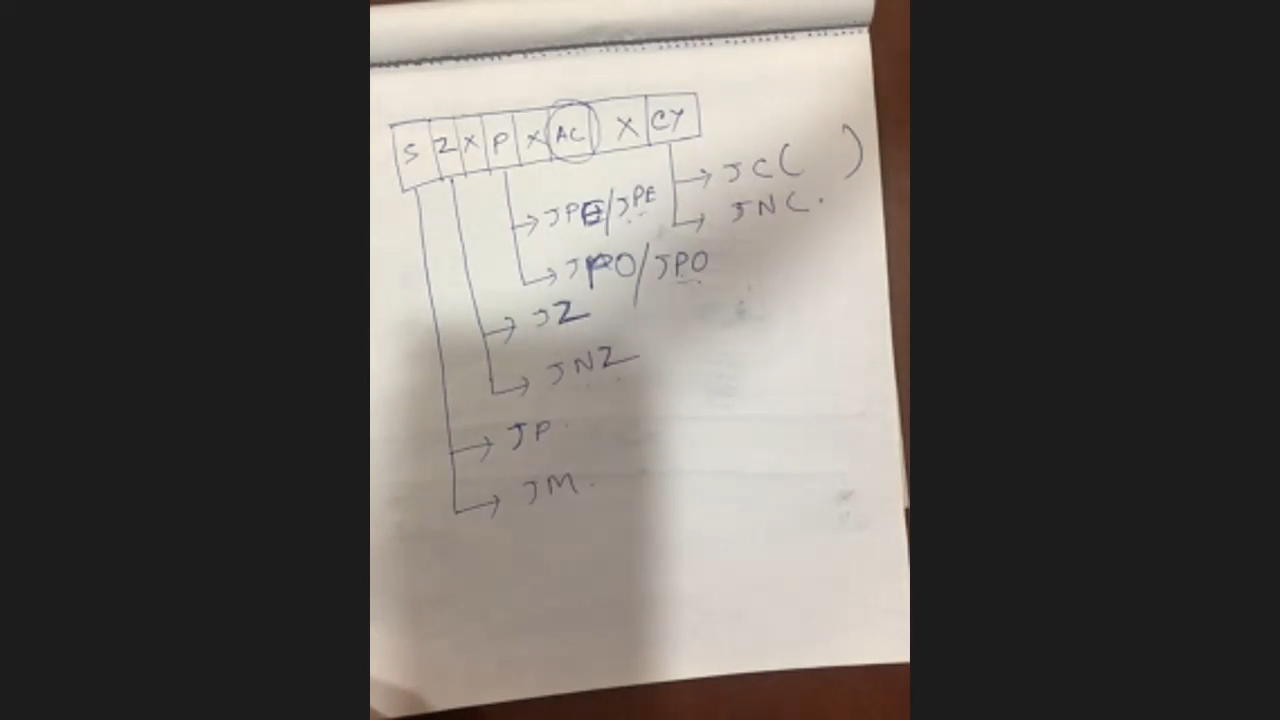 S Z X P X AC X CY
JC ( )
JPE/JPE
JNC.
JPO/JPO
JZ
JNZ
JP.
JM.